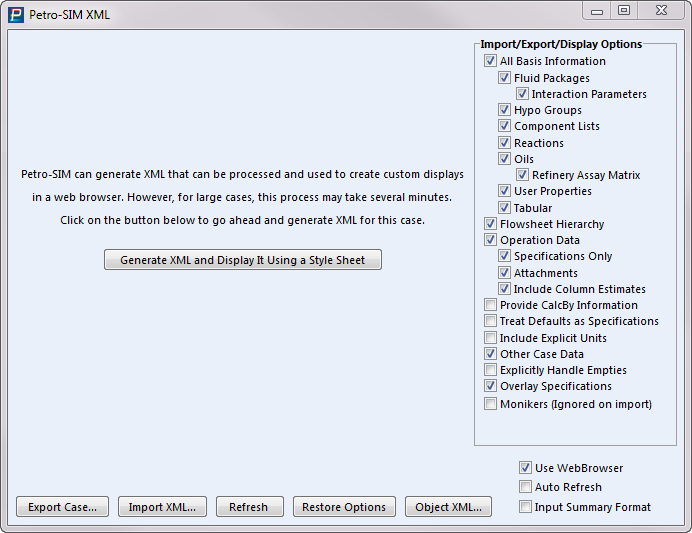 Petro-SIM XML
Petro-SIM can generate XML that can be processed and used to create custom displays
in a web browser. However, for large cases, this process may take several minutes.
Click on the button below to go ahead and generate XML for this case.
Generate XML and Display It Using a Style Sheet
Import/Export/Display Options
All Basis Information
Fluid Packages
Interaction Parameters
Hypo Groups
Component Lists
Reactions
Oils
Refinery Assay Matrix
User Properties
Tabular
Flowsheet Hierarchy
Operation Data
Specifications Only
Attachments
Include Column Estimates
Provide CalcBy Information
Treat Defaults as Specifications
Include Explicit Units
Other Case Data
Explicitly Handle Empties
Overlay Specifications
Monikers (Ignored on import)
Use WebBrowser
Auto Refresh
Input Summary Format
Export Case... Import XML... Refresh Restore Options Object XML...